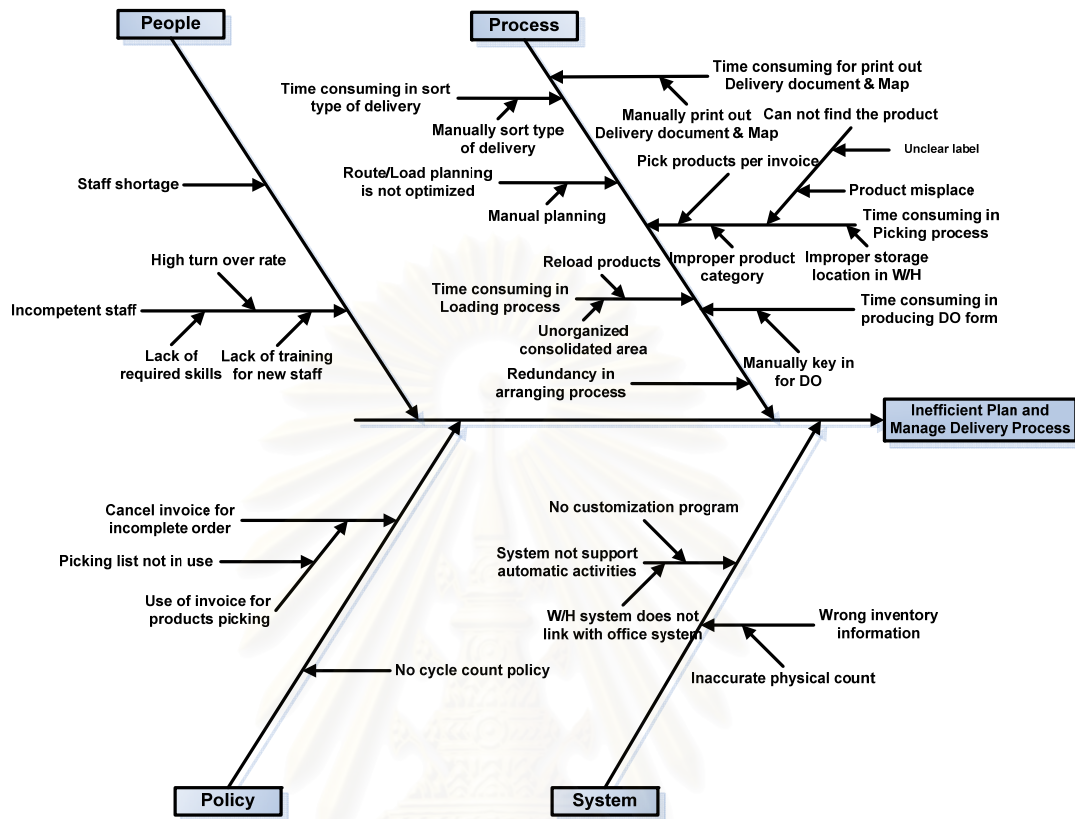 People
Process
Time consuming for print out
Delivery document & Map
Time consuming in sort
type of delivery
Manually print out
Delivery document & Map
Can not find the product
Manually sort type
of delivery
Unclear label
Pick products per invoice
Route/Load planning
is not optimized
Staff shortage
Product misplace
Manual planning
Time consuming in
Picking process
High turn over rate
Reload products
Improper product
category
Improper storage
location in W/H
Time consuming in
Loading process
Incompetent staff
Time consuming in
producing DO form
Unorganized
consolidated area
Lack of
required skills
Lack of training
for new staff
Manually key in
for DO
Redundancy in
arranging process
Inefficient Plan and
Manage Delivery Process
Cancel invoice for
incomplete order
No customization program
Picking list not in use
System not support
automatic activities
Use of invoice for
products picking
W/H system does not
link with office system
Wrong inventory
information
No cycle count policy
Inaccurate physical count
Policy
System